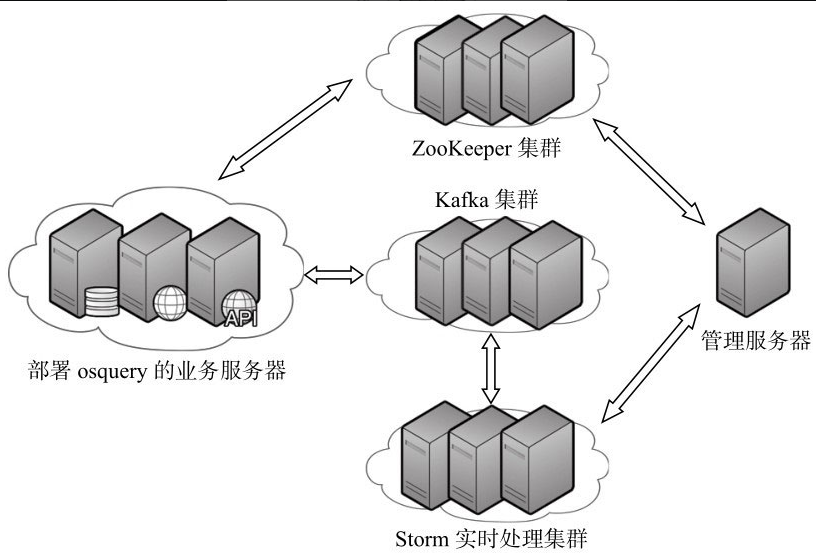 ZooKeeper 集群
Kafka 集群
API
管理服务器
部署 osquery 的业务服务器
Storm 实时处理集群